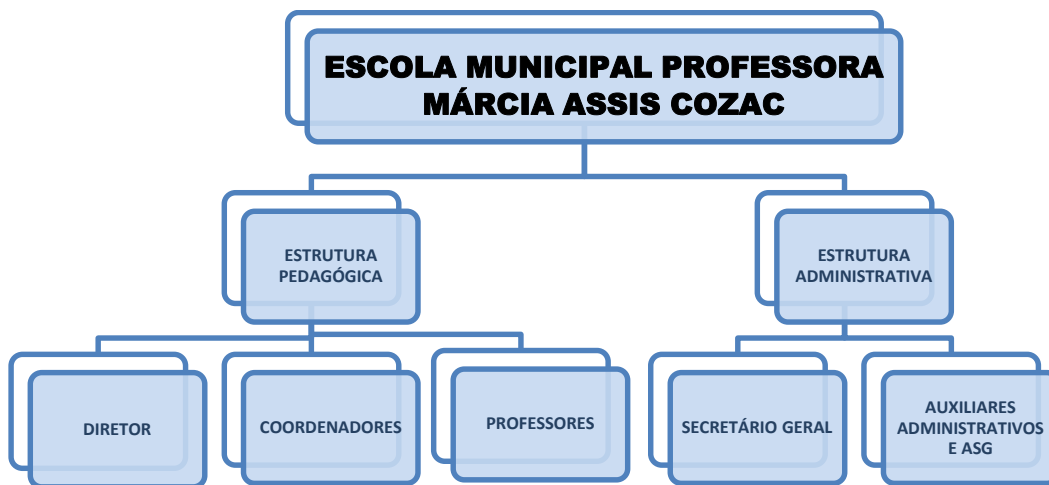 ESCOLA MUNICIPAL PROFESSORA
MÁRCIA ASSIS COZAC
ESTRUTURA
PEDAGÓGICA
ESTRUTURA
ADMINISTRATIVA
DIRETOR
COORDENADORES
PROFESSORES
SECRETÁRIO GERAL
AUXILIARES
ADMINISTRATIVOS
E ASG